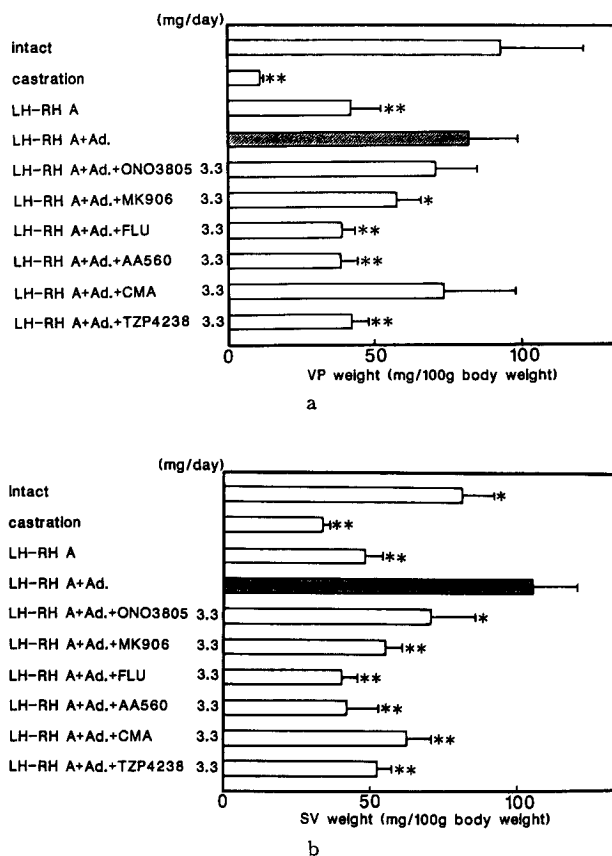 (mg/day)
intact
castration **
LH-RH A **
LH-RH A+Ad.
LH-RH A+Ad.+ONO3805 3.3
LH-RH A+Ad.+MK906 3.3 *
LH-RH A+Ad.+FLU 3.3 **
LH-RH A+Ad.+AA560 3.3 **
LH-RH A+Ad.+CMA 3.3
LH-RH A+Ad.+TZP4238 3.3 **
0 50 100
VP weight (mg/100g body weight)
a
(mg/day)
intact *
castration **
LH-RH A **
LH-RH A+Ad.
LH-RH A+Ad.+ONO3805 3.3 *
LH-RH A+Ad.+MK906 3.3 **
LH-RH A+Ad.+FLU 3.3 **
LH-RH A+Ad.+AA560 3.3 **
LH-RH A+Ad.+CMA 3.3 **
LH-RH A+Ad.+TZP4238 3.3 **
0 50 100
SV weight (mg/100g body weight)
b